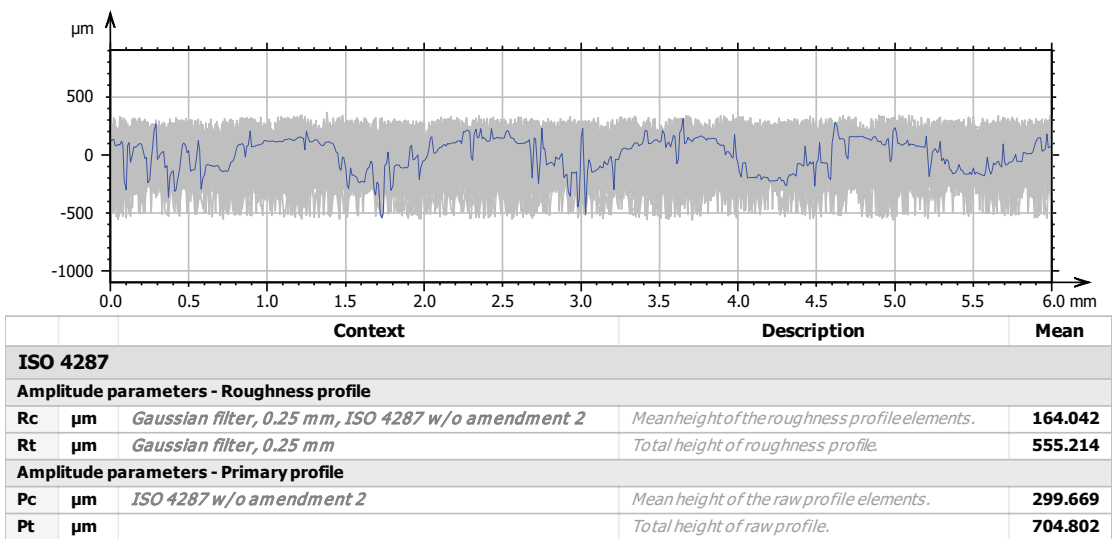 µm
500
0
-500
-1000
0.0 0.5 1.0 1.5 2.0 2.5 3.0 3.5 4.0 4.5 5.0 5.5 6.0 mm
Context Description Mean
ISO 4287
Amplitude parameters - Roughness profile
Rc µm Gaussian filter, 0.25 mm, ISO 4287 w/o amendment 2 Mean height of the roughness profile elements. 164.042
Rt µm Gaussian filter, 0.25 mm Total height of roughness profile. 555.214
Amplitude parameters - Primary profile
Pc µm ISO 4287 w/o amendment 2 Mean height of the raw profile elements. 299.669
Pt µm Total height of raw profile. 704.802